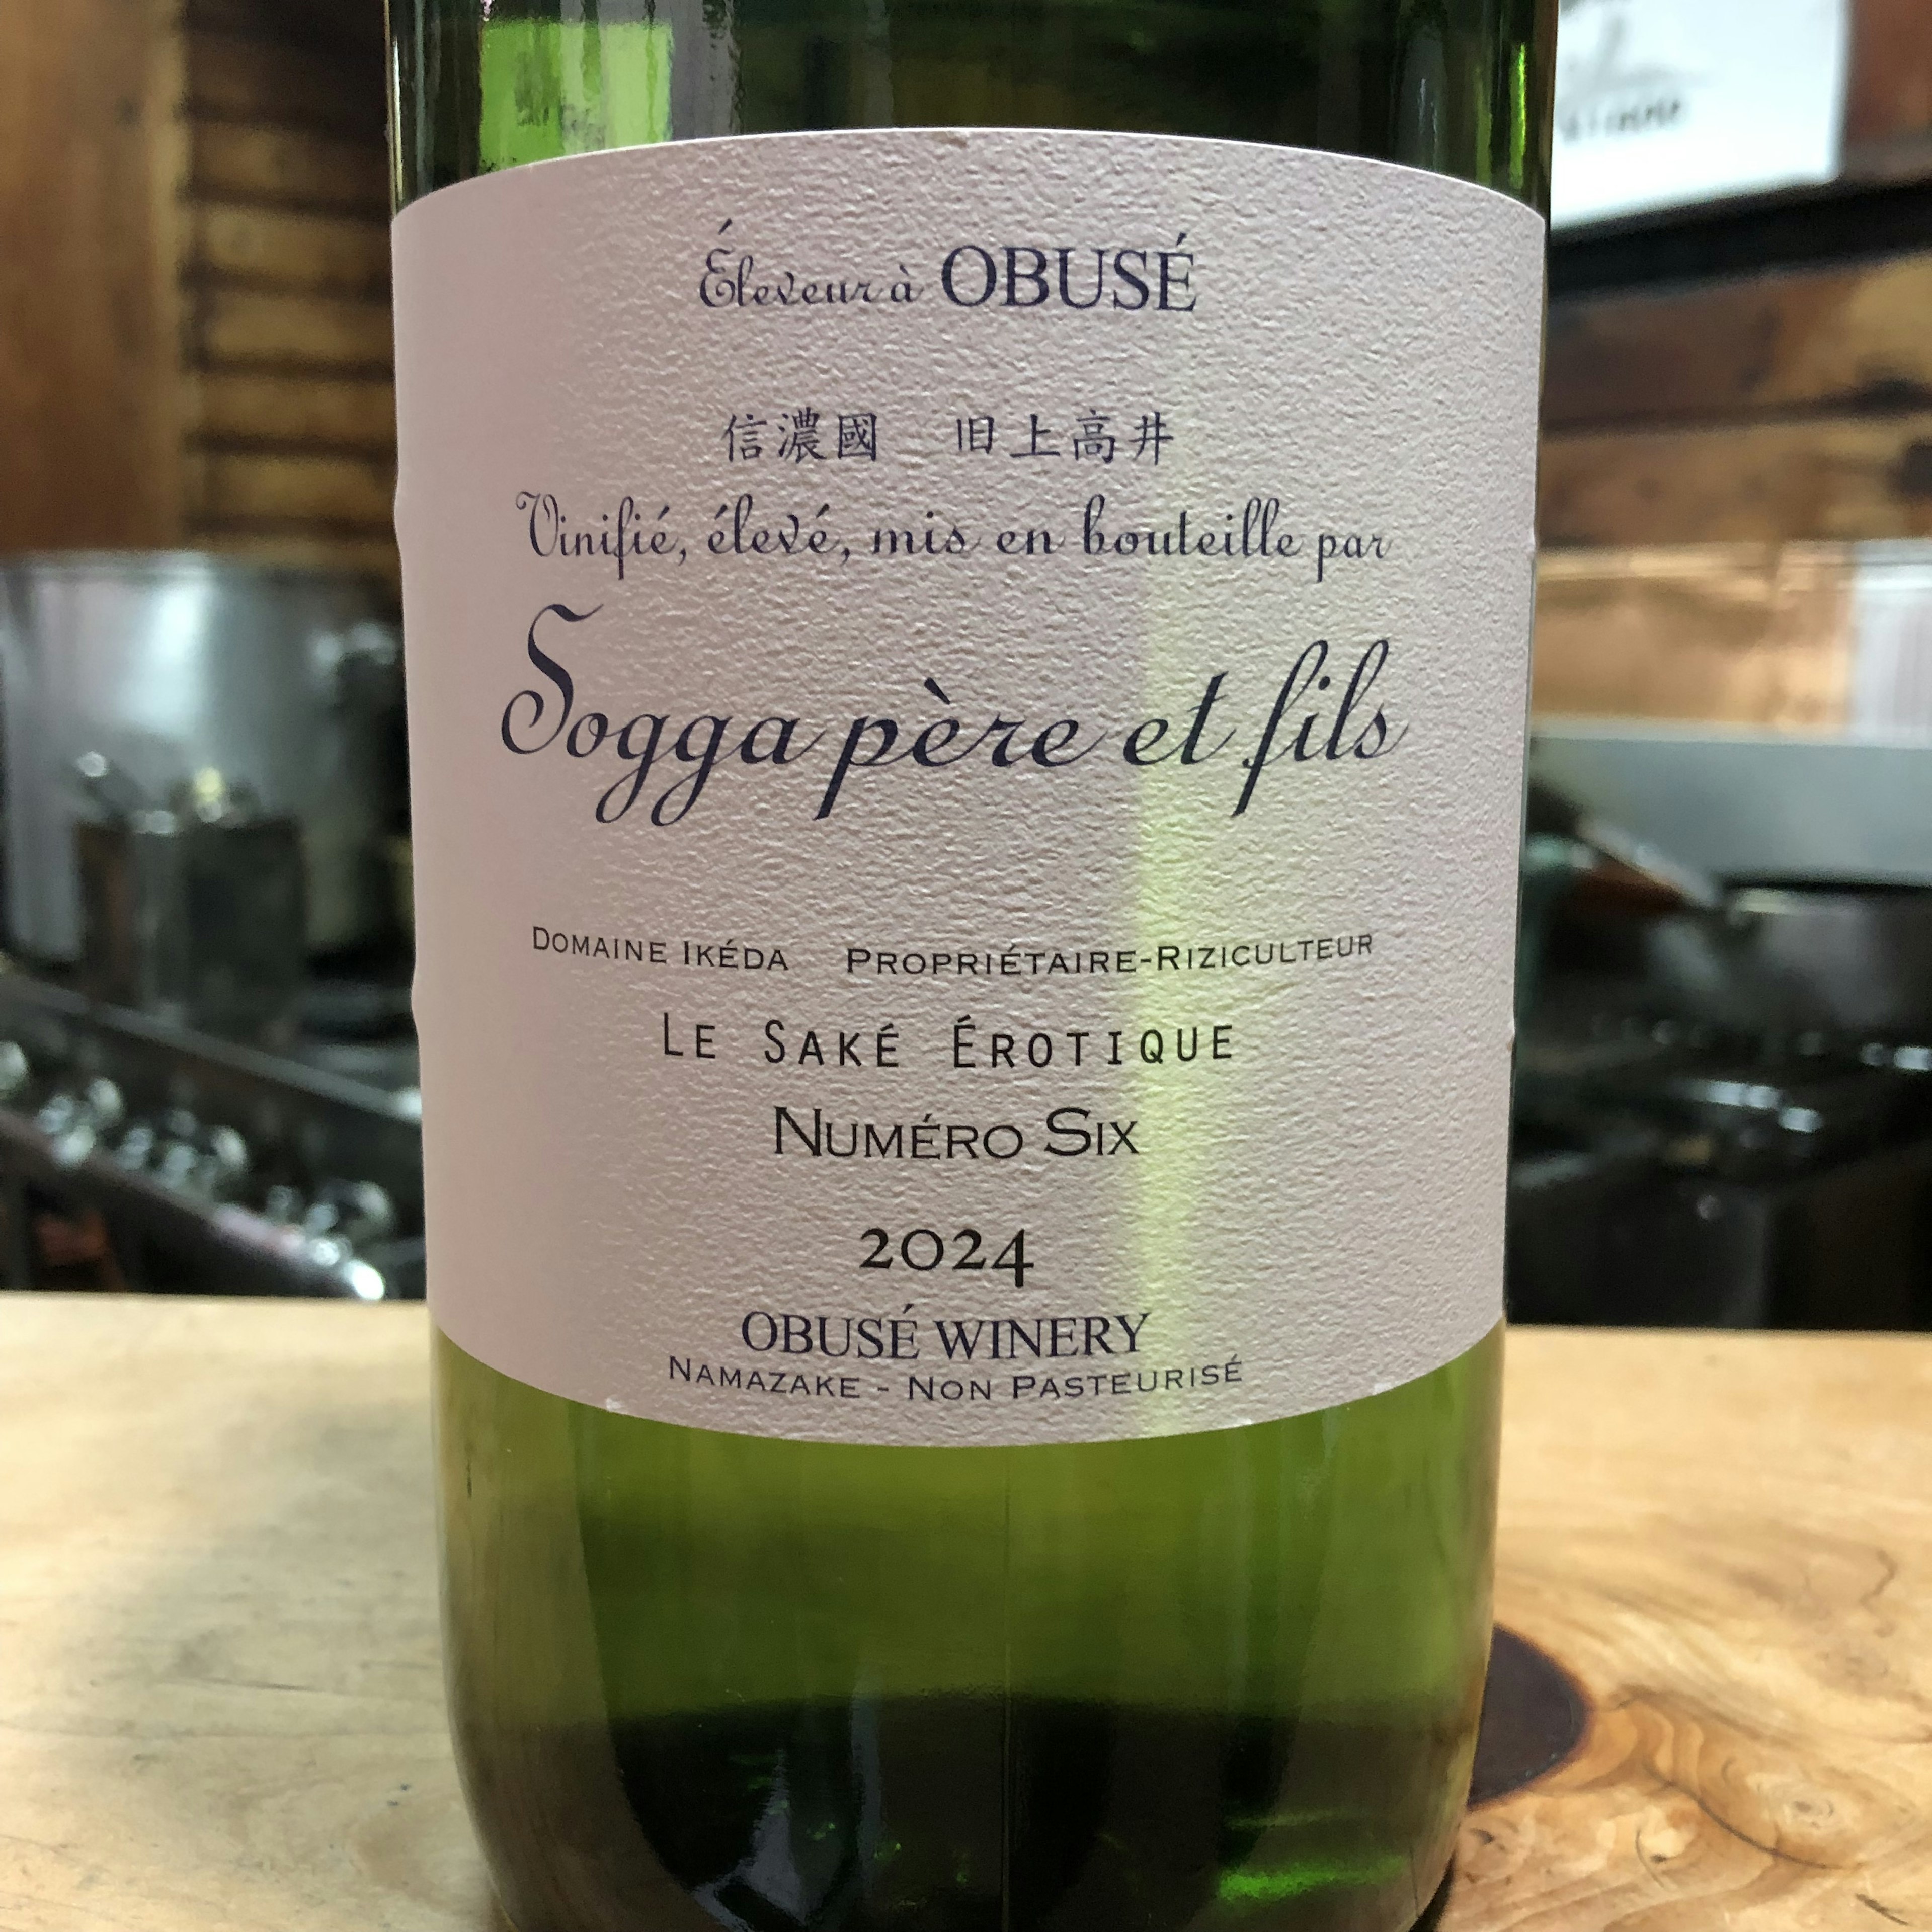 Éleveur à OBUSÉ
信濃國 旧上高井
Vinifié, élevé, mis en bouteille par
Sogga père et fils
DOMAINE IKÉDA PROPRIÉTAIRE-RIZICULTEUR
LE SAKÉ ÉROTIQUE
NUMÉRO SIX
2024
OBUSÉ WINERY
NAMAZAKE - NON PASTEURISÉ